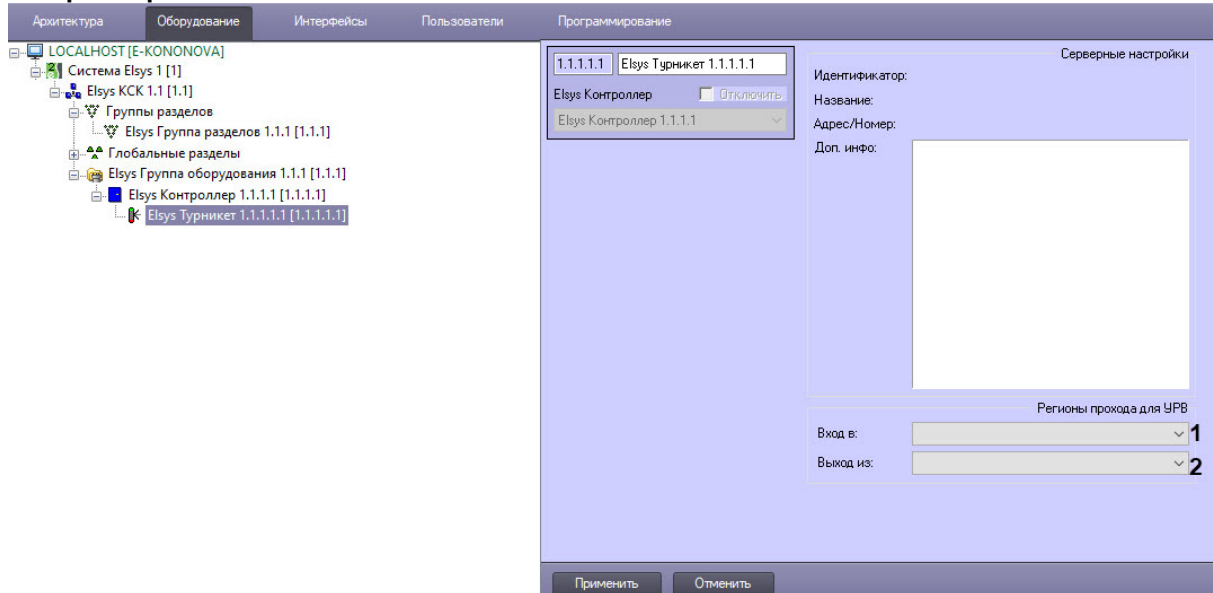 Архитектура Оборудование Интерфейсы Пользователи Программирование
LOCALHOST [E-KONONOVA]
Система Elsys 1 [1]
Elsys КСК 1.1 [1.1]
Группы разделов
Elsys Группа разделов 1.1.1 [1.1.1]
Глобальные разделы
Elsys Группа оборудования 1.1.1 [1.1.1]
Elsys Контроллер 1.1.1.1 [1.1.1.1]
Elsys Турникет 1.1.1.1.1 [1.1.1.1.1]
1.1.1.1.1 Elsys Турникет 1.1.1.1.1
Elsys Контроллер Отключить
Elsys Контроллер 1.1.1.1
Серверные настройки
Идентификатор:
Название:
Адрес/Номер:
Доп. инфо:
Регионы прохода для УРВ
Вход в: 1
Выход из: 2
Применить Отменить